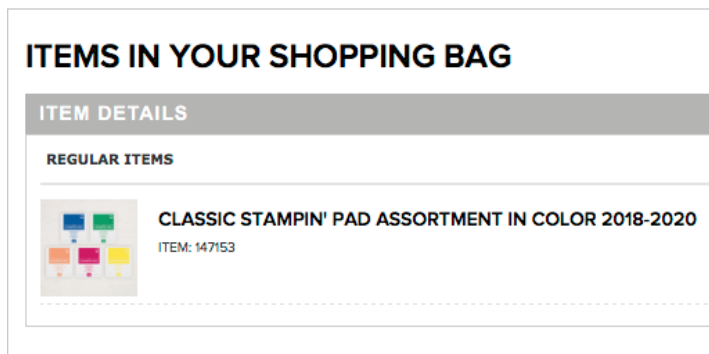 ITEMS IN YOUR SHOPPING BAG
ITEM DETAILS
REGULAR ITEMS
CLASSIC STAMPIN' PAD ASSORTMENT IN COLOR 2018-2020
ITEM: 147153